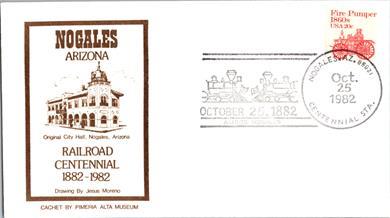 NOGALES
ARIZONA
Original City Hall, Nogales, Arizona
RAILROAD
CENTENNIAL
1882-1982
Drawing By Jesus Moreno
CACHET BY PIMERIA ALTA MUSEUM
Fire Pumper
1860s
USA 20c
OCTOBER 25, 1882
NOGALES, AZ. 85621
Oct.
25
1982
CENTENNIAL STA.